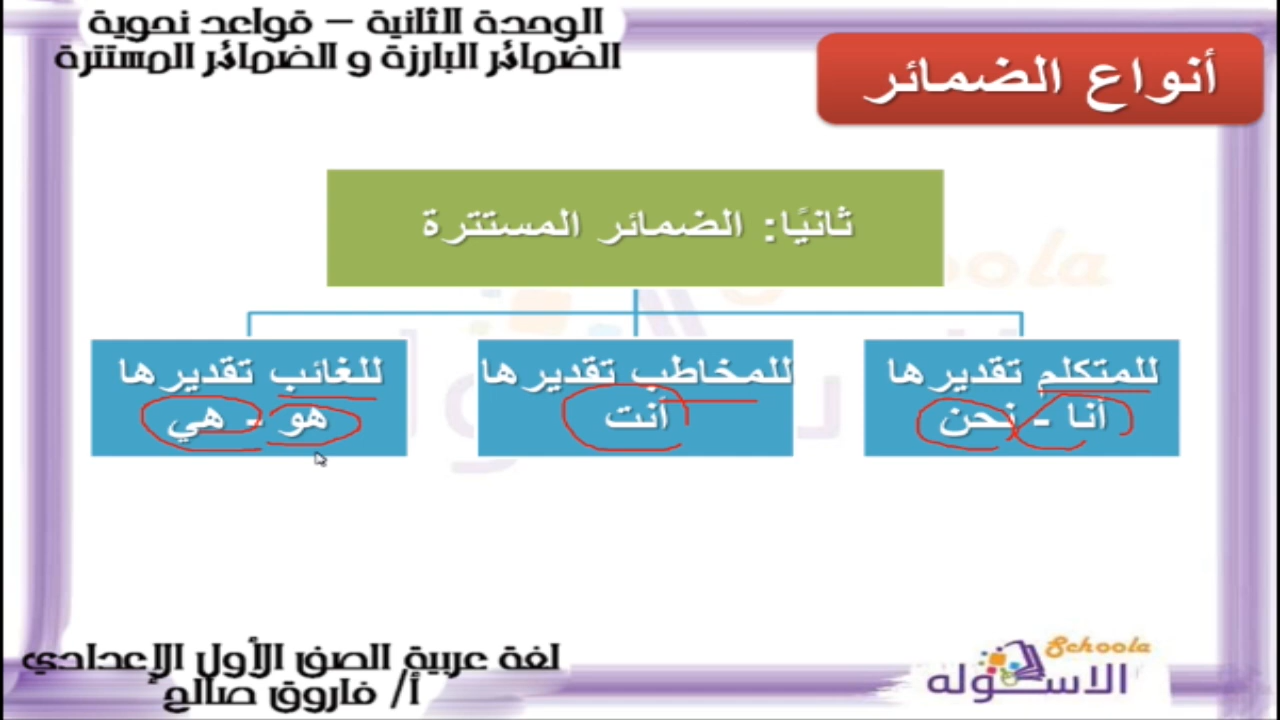 الوحدة الثانية – قواعد نحوية
الضمائر البارزة و الضمائر المستترة
أنواع الضمائر
ثانيًا: الضمائر المستترة
للمتكلم تقديرها
أنا - نحن
للمخاطب تقديرها
أنت
للغائب تقديرها
هو - هي
لغة عربية الصف الأول الإعدادي
أ/ فاروق صالح
Schoola
الاسكوله